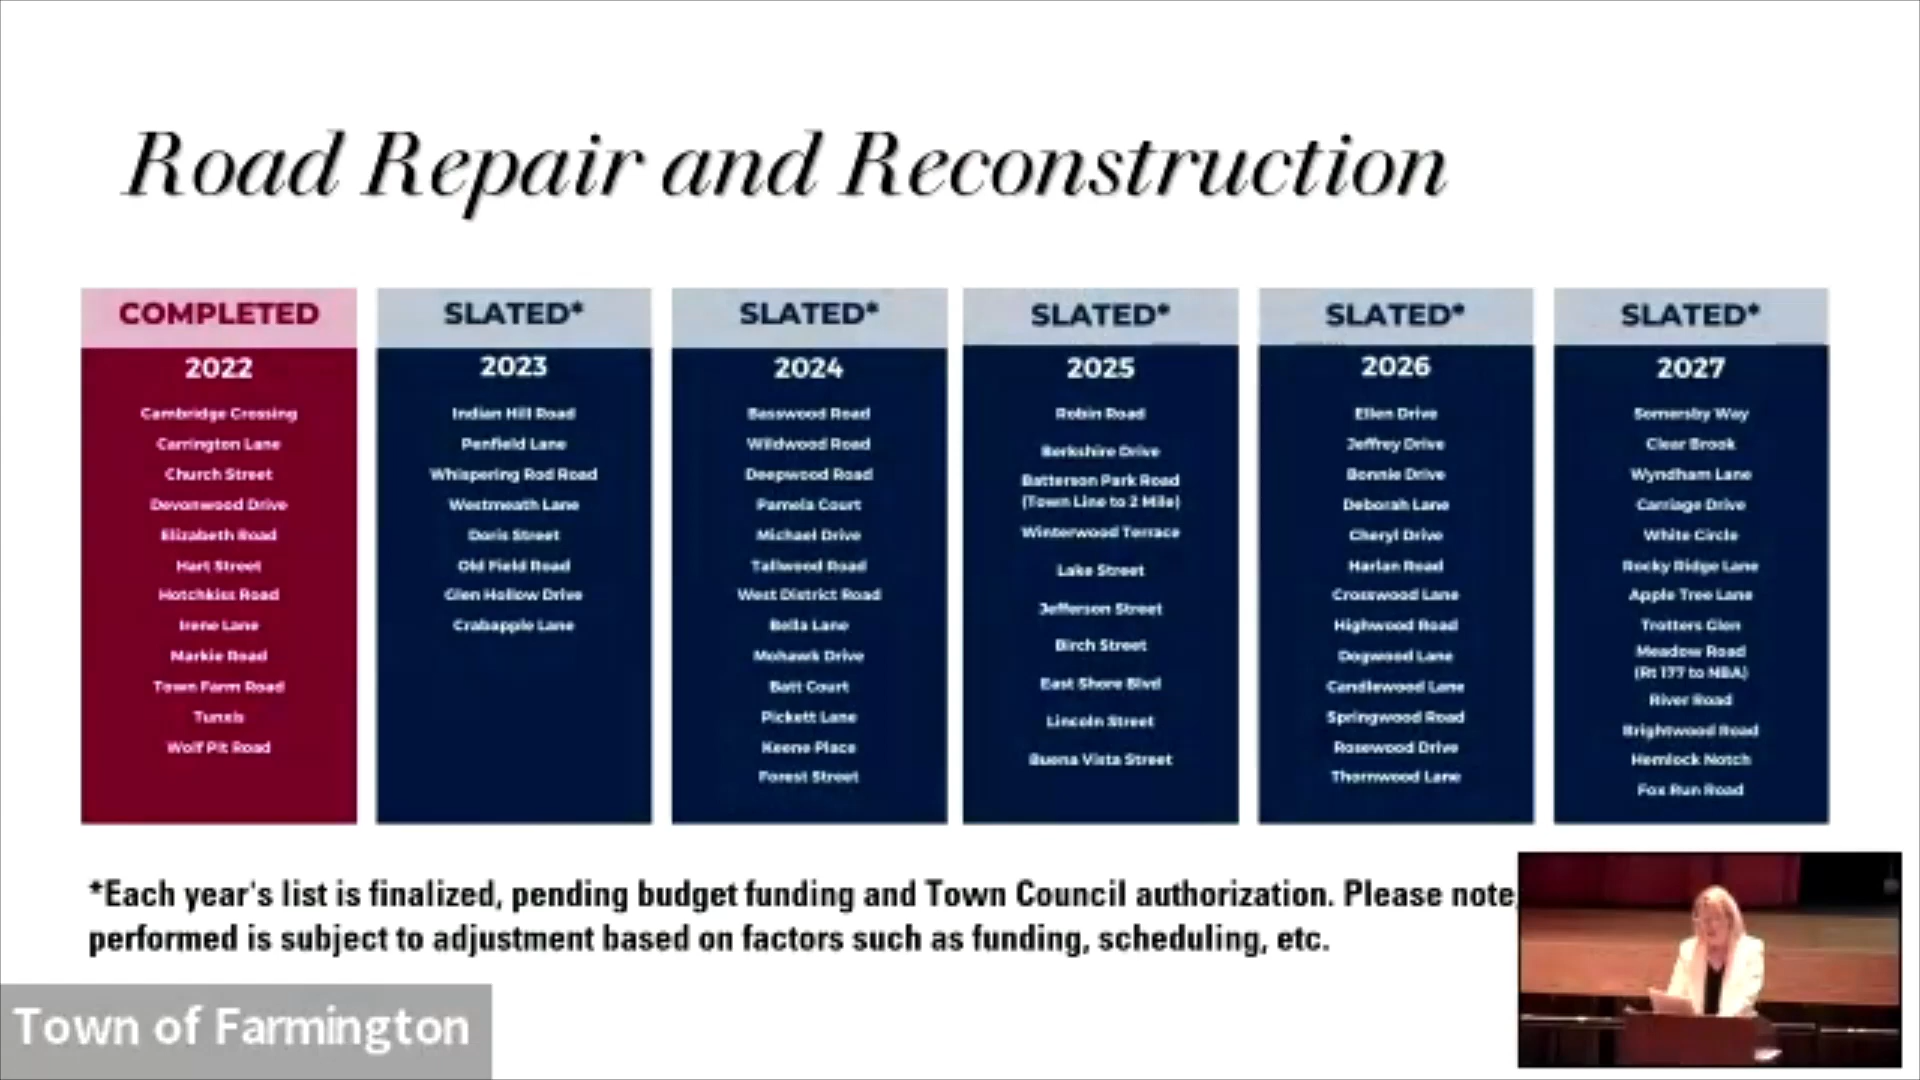 Road Repair and Reconstruction
COMPLETED
2022
Cambridge Crossing
Carrington Lane
Church Street
Devonwood Drive
Elizabeth Road
Hart Street
Hotchkiss Road
Irene Lane
Markie Road
Town Farm Road
Tunxis
Wolf Pit Road
SLATED*
2023
Indian Hill Road
Penfield Lane
Whispering Rod Road
Westmeath Lane
Doris Street
Old Field Road
Glen Hollow Drive
Crabapple Lane
SLATED*
2024
Basswood Road
Wildwood Road
Deepwood Road
Pamela Court
Michael Drive
Tallwood Road
West District Road
Bella Lane
Mohawk Drive
Batt Court
Pickett Lane
Keene Place
Forest Street
SLATED*
2025
Robin Road
Berkshire Drive
Batterson Park Road
(Town Line to 2 Mile)
Winterwood Terrace
Lake Street
Jefferson Street
Birch Street
East Shore Blvd
Lincoln Street
Buena Vista Street
SLATED*
2026
Ellen Drive
Jeffrey Drive
Bonnie Drive
Deborah Lane
Cheryl Drive
Harlan Road
Crosswood Lane
Highwood Road
Dogwood Lane
Candlewood Lane
Springwood Road
Rosewood Drive
Thornwood Lane
SLATED*
2027
Somersby Way
Clear Brook
Wyndham Lane
Carriage Drive
White Circle
Rocky Ridge Lane
Apple Tree Lane
Trotters Glen
Meadow Road
(Rt 177 to NBA)
River Road
Brightwood Road
Hemlock Notch
Fox Run Road
*Each year's list is finalized, pending budget funding and Town Council authorization. Please note,
performed is subject to adjustment based on factors such as funding, scheduling, etc.
Town of Farmington